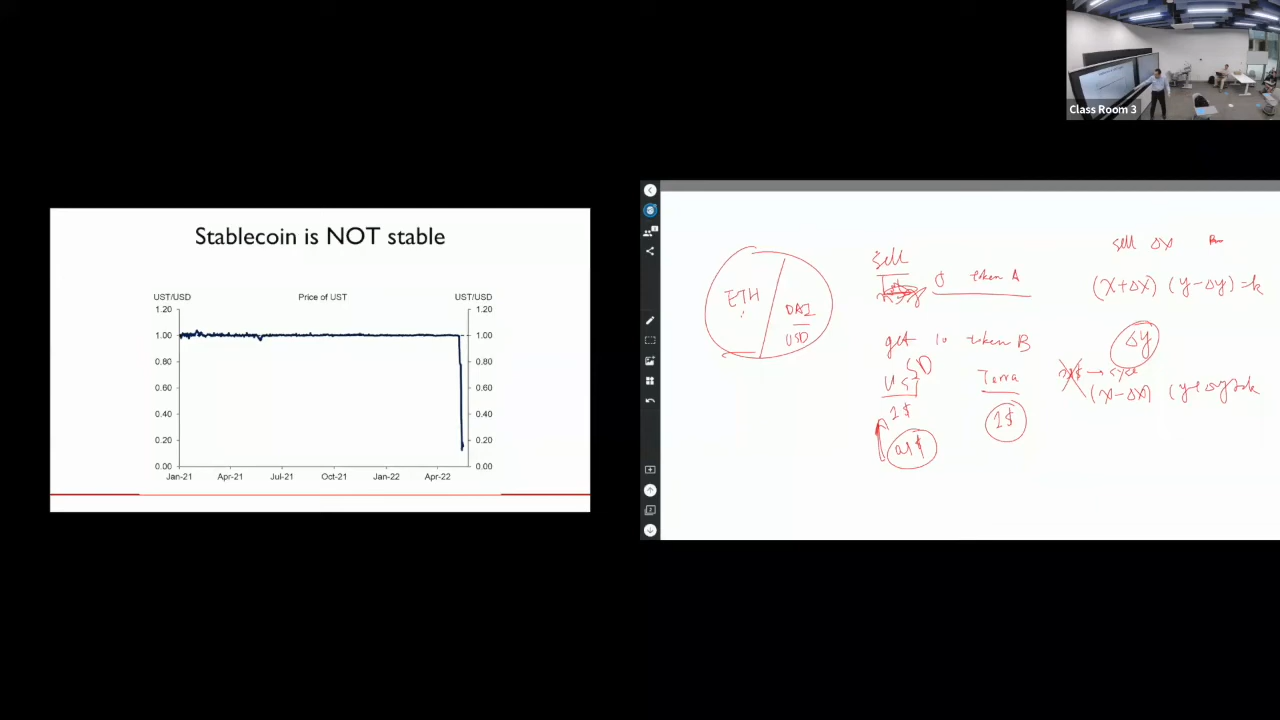 Class Room 3
Stablecoin is NOT stable
UST/USD
Price of UST
UST/USD
1.20
1.20
1.00
1.00
0.80
0.80
0.60
0.60
0.40
0.40
0.20
0.20
0.00
0.00
Jan-21
Apr-21
Jul-21
Oct-21
Jan-22
Apr-22
ETH
DAI
USD
sell
token A
get 10 token B
Terra
1$
1$
sell Δx
(x+Δx) (y-Δy)=k
Δy
(x-Δx) (y+Δy)=k